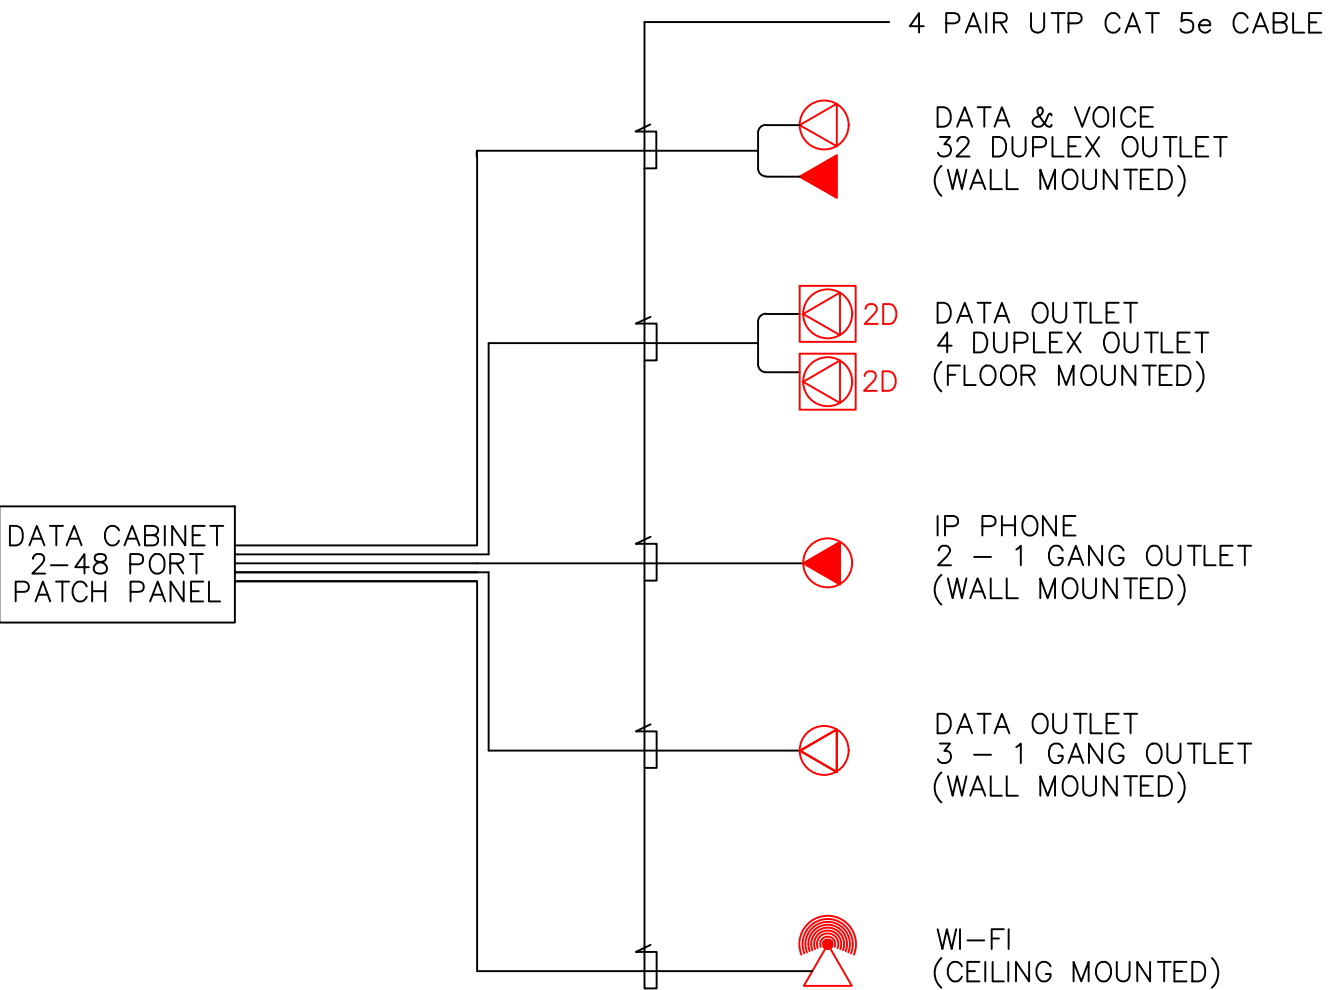 4 PAIR UTP CAT 5e CABLE
DATA & VOICE
32 DUPLEX OUTLET
(WALL MOUNTED)
2D
2D
DATA OUTLET
4 DUPLEX OUTLET
(FLOOR MOUNTED)
DATA CABINET
2-48 PORT
PATCH PANEL
IP PHONE
2 - 1 GANG OUTLET
(WALL MOUNTED)
DATA OUTLET
3 - 1 GANG OUTLET
(WALL MOUNTED)
WI-FI
(CEILING MOUNTED)